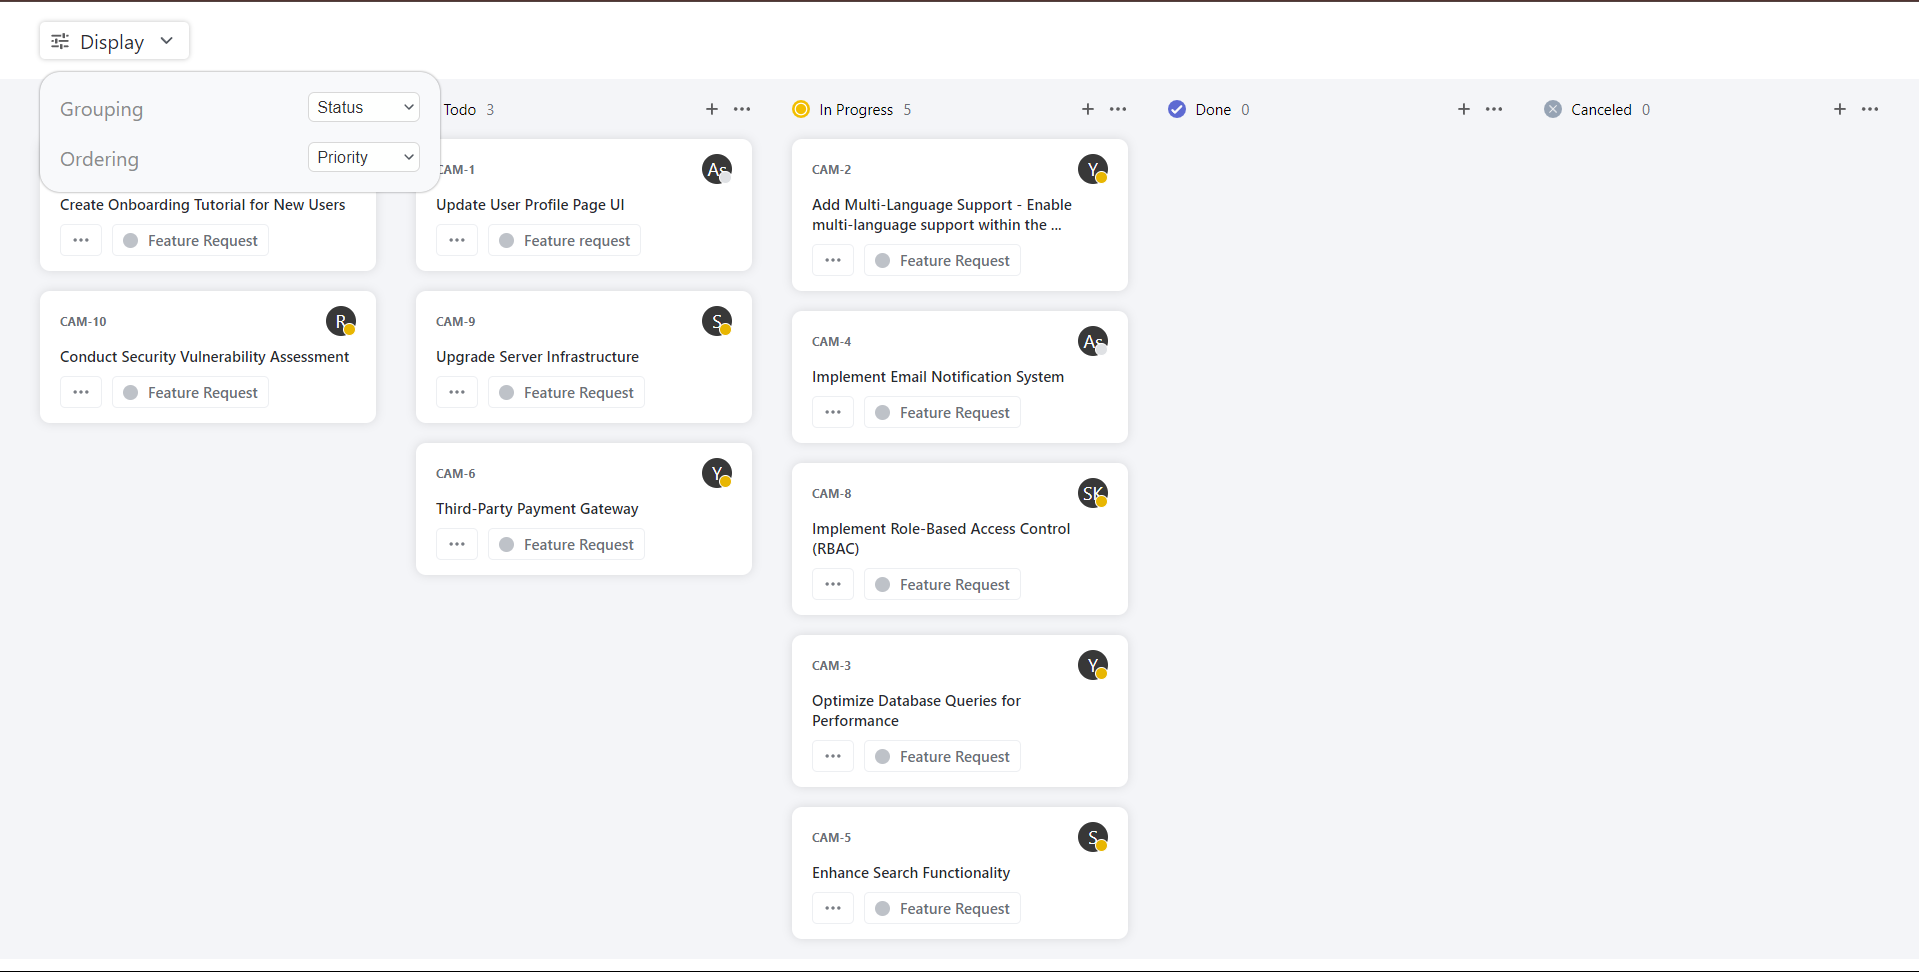 Display
Grouping
Status
Ordering
Priority
Create Onboarding Tutorial for New Users
Feature Request
CAM-10
R
Conduct Security Vulnerability Assessment
Feature Request
Todo 3
CAM-1
As
Update User Profile Page UI
Feature request
CAM-9
S
Upgrade Server Infrastructure
Feature Request
CAM-6
Y
Third-Party Payment Gateway
Feature Request
In Progress 5
CAM-2
Y
Add Multi-Language Support - Enable
multi-language support within the ...
Feature Request
CAM-4
As
Implement Email Notification System
Feature Request
CAM-8
SK
Implement Role-Based Access Control
(RBAC)
Feature Request
CAM-3
Y
Optimize Database Queries for
Performance
Feature Request
CAM-5
S
Enhance Search Functionality
Feature Request
Done 0
Canceled 0